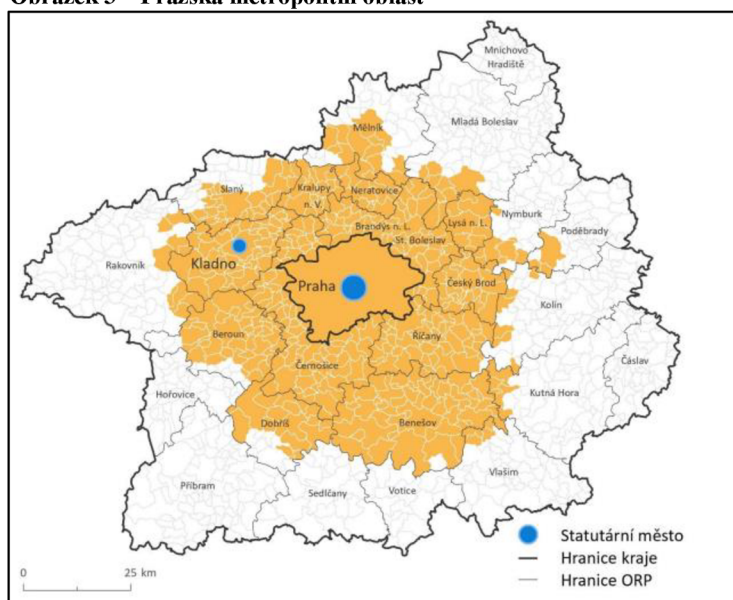 Obrázek 3 – Pražská metropolitní oblast
Mnichovo
Hradiště
Mladá Boleslav
Mělník
Slaný
Kralupy
n. V.
Neratovice
Lysá n. L.
Nymburk
Brandýs n. L.
St. Boleslav
Poděbrady
Rakovník
Kladno
Praha
Český Brod
Kolín
Beroun
Říčany
Čáslav
Černošice
Hořovice
Kutná Hora
Dobříš
Benešov
Příbram
Sedlčany
Votice
Vlašim
Statutární město
Hranice kraje
Hranice ORP
0 25 km